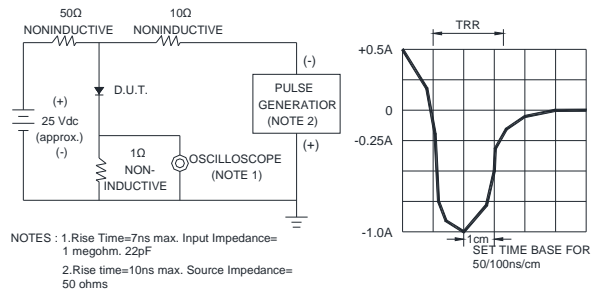 50Ω
NONINDUCTIVE
10Ω
NONINDUCTIVE
(+)
25 Vdc
(approx.)
(-)
D.U.T.
1Ω
NON-
INDUCTIVE
OSCILLOSCOPE
(NOTE 1)
(-)
PULSE
GENERATIOR
(NOTE 2)
(+)
NOTES : 1.Rise Time=7ns max. Input Impedance=
1 megohm. 22pF
2.Rise time=10ns max. Source Impedance=
50 ohms
TRR
+0.5A
0
-0.25A
-1.0A
1cm
SET TIME BASE FOR
50/100ns/cm